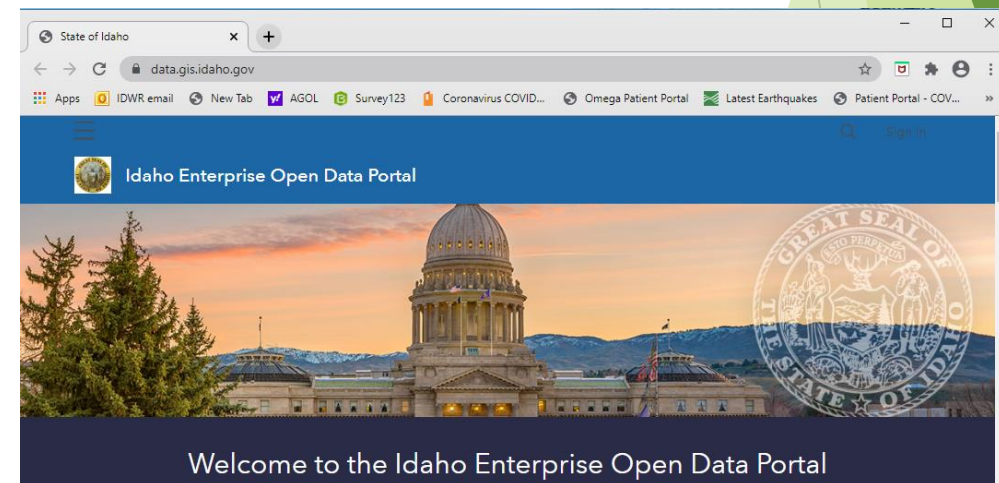 State of Idaho
data.gis.idaho.gov
Apps IDWR email New Tab AGOL Survey123 Coronavirus COVID... Omega Patient Portal Latest Earthquakes Patient Portal - COV... »
Sign In
Idaho Enterprise Open Data Portal
GREAT SEAL OF
ESTO PERPETUA
THE STATE OF IDAHO
Welcome to the Idaho Enterprise Open Data Portal